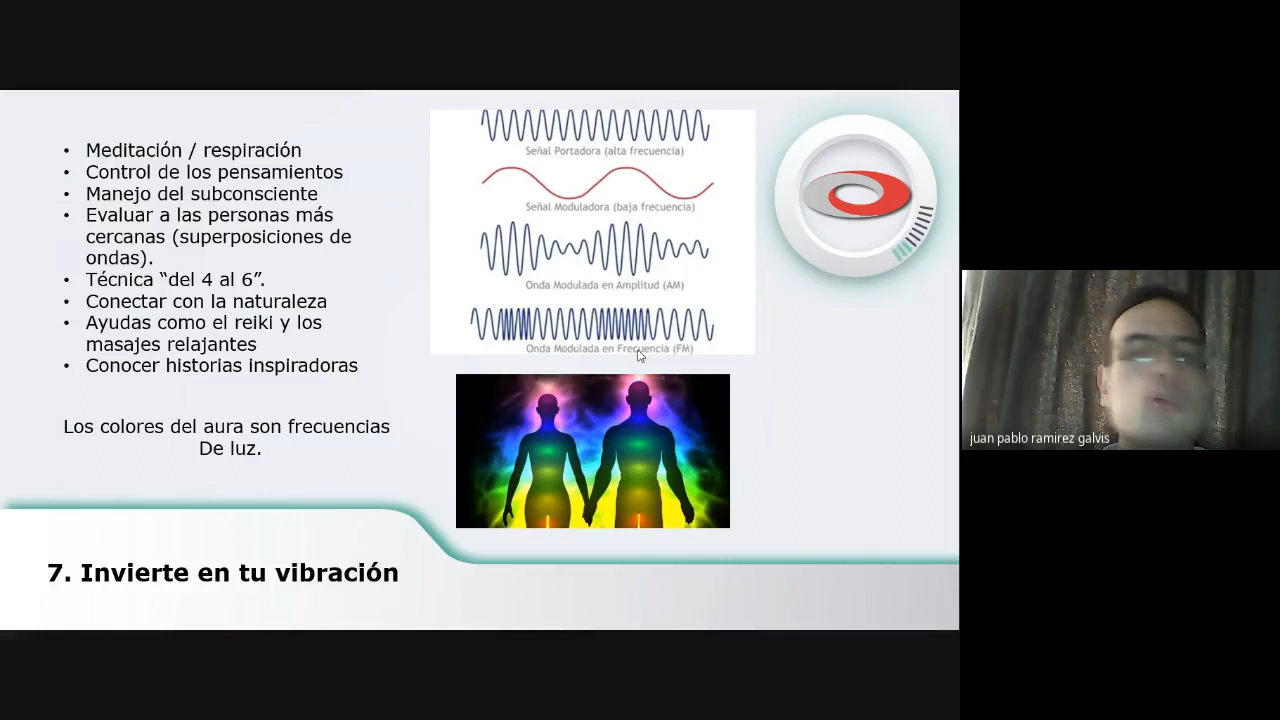 • Meditación / respiración
• Control de los pensamientos
• Manejo del subconsciente
• Evaluar a las personas más
cercanas (superposiciones de
ondas).
• Técnica “del 4 al 6”.
• Conectar con la naturaleza
• Ayudas como el reiki y los
masajes relajantes
• Conocer historias inspiradoras
Los colores del aura son frecuencias
De luz.
Señal Portadora (alta frecuencia)
Señal Moduladora (baja frecuencia)
Onda Modulada en Amplitud (AM)
Onda Modulada en Frecuencia (FM)
7. Invierte en tu vibración
juan pablo ramirez galvis